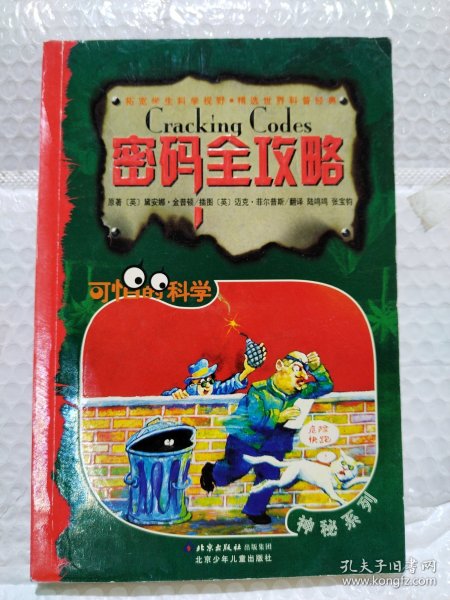 拓宽学生科学视野·精选世界科普经典
Cracking Codes
密码全攻略
原著〔英〕黛安娜·金普顿/插图〔英〕迈克·菲尔普斯/翻译 陆鸣鸣 张宝钧
可怕的科学
危险
快跑
神秘系列
北京出版社出版集团
北京少年儿童出版社
孔夫子旧书网
www.kongfz.com